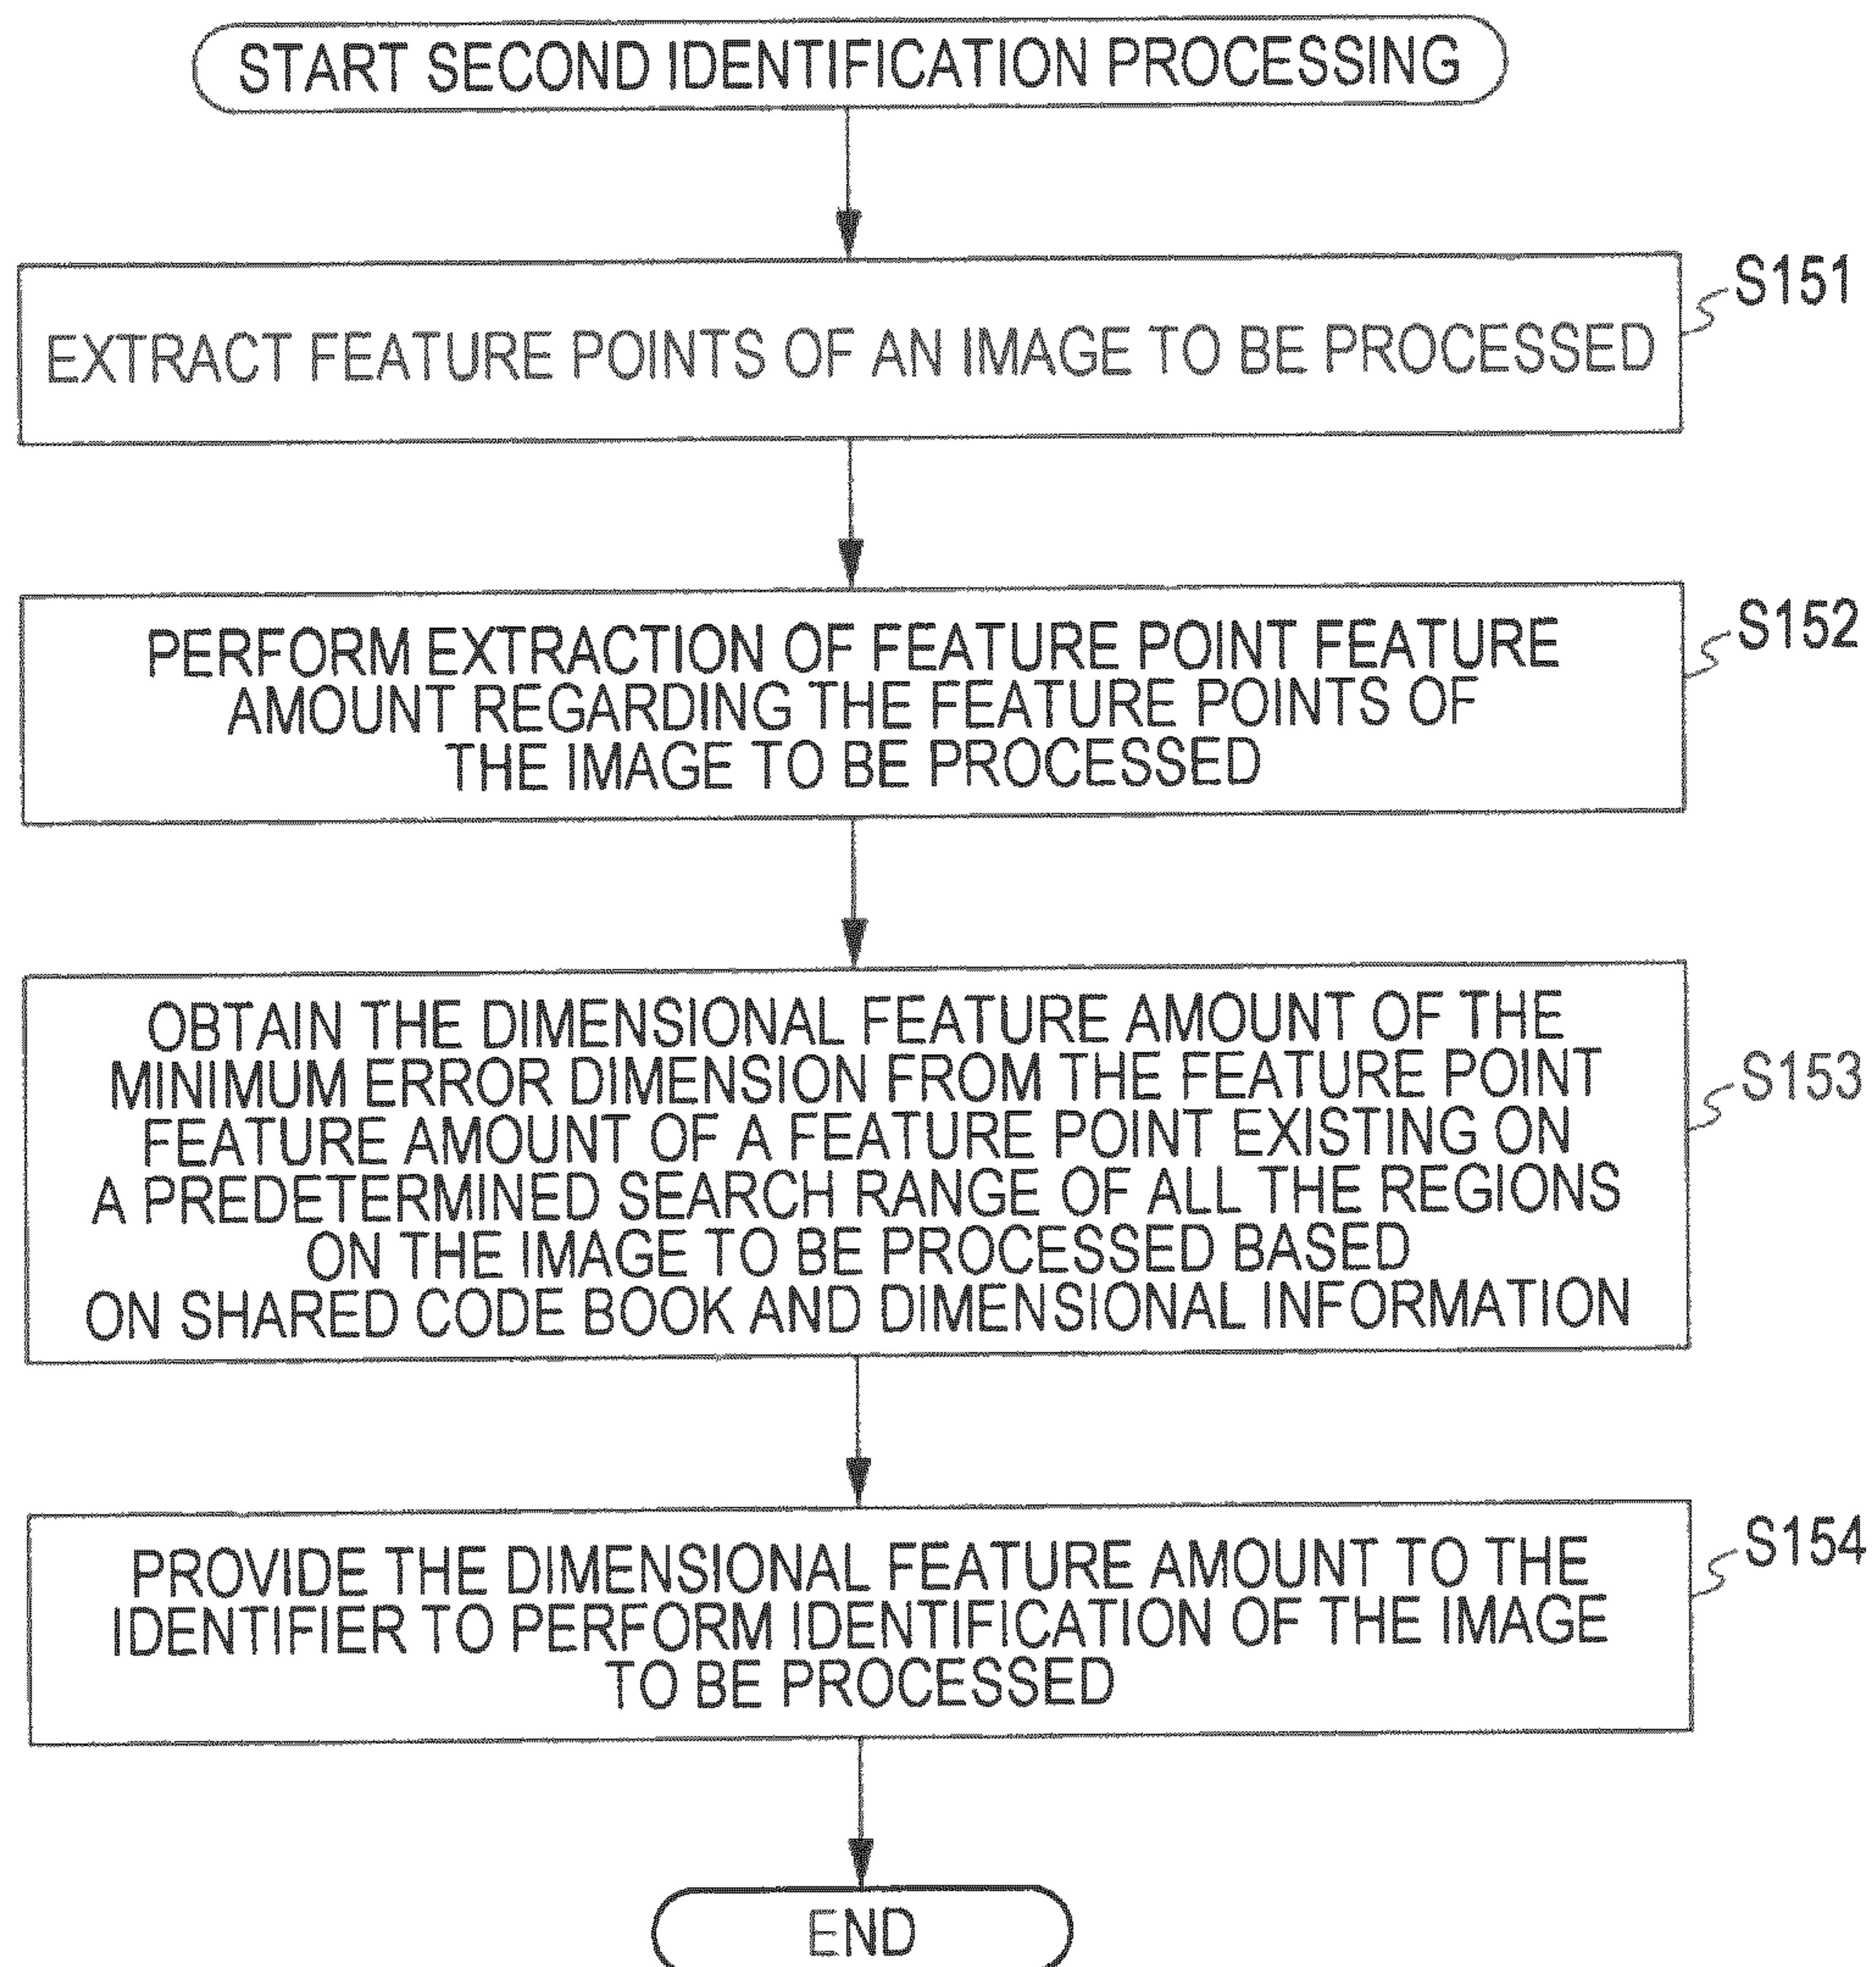 START SECOND IDENTIFICATION PROCESSING
S151
EXTRACT FEATURE POINTS OF AN IMAGE TO BE PROCESSED
S152
PERFORM EXTRACTION OF FEATURE POINT FEATURE
AMOUNT REGARDING THE FEATURE POINTS OF
THE IMAGE TO BE PROCESSED
S153
OBTAIN THE DIMENSIONAL FEATURE AMOUNT OF THE
MINIMUM ERROR DIMENSION FROM THE FEATURE POINT
FEATURE AMOUNT OF A FEATURE POINT EXISTING ON
A PREDETERMINED SEARCH RANGE OF ALL THE REGIONS
ON THE IMAGE TO BE PROCESSED BASED
ON SHARED CODE BOOK AND DIMENSIONAL INFORMATION
S154
PROVIDE THE DIMENSIONAL FEATURE AMOUNT TO THE
IDENTIFIER TO PERFORM IDENTIFICATION OF THE IMAGE
TO BE PROCESSED
END